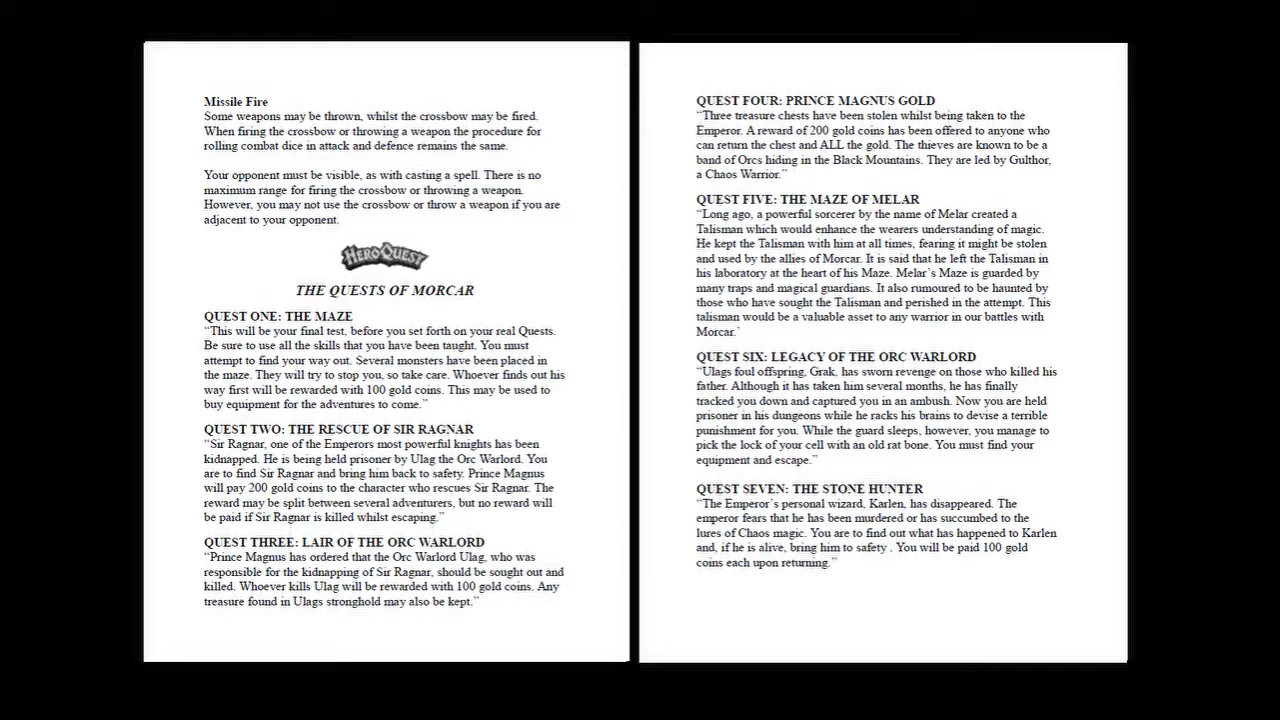 Missile Fire
Some weapons may be thrown, whilst the crossbow may be fired.
When firing the crossbow or throwing a weapon the procedure for
rolling combat dice in attack and defence remains the same.
Your opponent must be visible, as with casting a spell. There is no
maximum range for firing the crossbow or throwing a weapon.
However, you may not use the crossbow or throw a weapon if you are
adjacent to your opponent.
HEROQUEST
THE QUESTS OF MORCAR
QUEST ONE: THE MAZE
“This will be your final test, before you set forth on your real Quests.
Be sure to use all the skills that you have been taught. You must
attempt to find your way out. Several monsters have been placed in
the maze. They will try to stop you, so take care. Whoever finds out his
way first will be rewarded with 100 gold coins. This may be used to
buy equipment for the adventures to come.”
QUEST TWO: THE RESCUE OF SIR RAGNAR
“Sir Ragnar, one of the Emperors most powerful knights has been
kidnapped. He is being held prisoner by Ulag the Orc Warlord. You
are to find Sir Ragnar and bring him back to safety. Prince Magnus
will pay 200 gold coins to the character who rescues Sir Ragnar. The
reward may be split between several adventurers, but no reward will
be paid if Sir Ragnar is killed whilst escaping.”
QUEST THREE: LAIR OF THE ORC WARLORD
“Prince Magnus has ordered that the Orc Warlord Ulag, who was
responsible for the kidnapping of Sir Ragnar, should be sought out and
killed. Whoever kills Ulag will be rewarded with 100 gold coins. Any
treasure found in Ulags stronghold may also be kept.”
QUEST FOUR: PRINCE MAGNUS GOLD
“Three treasure chests have been stolen whilst being taken to the
Emperor. A reward of 200 gold coins has been offered to anyone who
can return the chest and ALL the gold. The thieves are known to be a
band of Orcs hiding in the Black Mountains. They are led by Gulthor,
a Chaos Warrior.”
QUEST FIVE: THE MAZE OF MELAR
“Long ago, a powerful sorcerer by the name of Melar created a
Talisman which would enhance the wearers understanding of magic.
He kept the Talisman with him at all times, fearing it might be stolen
and used by the allies of Morcar. It is said that he left the Talisman in
his laboratory at the heart of his Maze. Melar`s Maze is guarded by
many traps and magical guardians. It also rumoured to be haunted by
those who have sought the Talisman and perished in the attempt. This
talisman would be a valuable asset to any warrior in our battles with
Morcar.`
QUEST SIX: LEGACY OF THE ORC WARLORD
“Ulags foul offspring, Grak, has sworn revenge on those who killed his
father. Although it has taken him several months, he has finally
tracked you down and captured you in an ambush. Now you are held
prisoner in his dungeons while he racks his brains to devise a terrible
punishment for you. While the guard sleeps, however, you manage to
pick the lock of your cell with an old rat bone. You must find your
equipment and escape.”
QUEST SEVEN: THE STONE HUNTER
“The Emperor`s personal wizard, Karlen, has disappeared. The
emperor fears that he has been murdered or has succumbed to the
lures of Chaos magic. You are to find out what has happened to Karlen
and, if he is alive, bring him to safety . You will be paid 100 gold
coins each upon returning.”